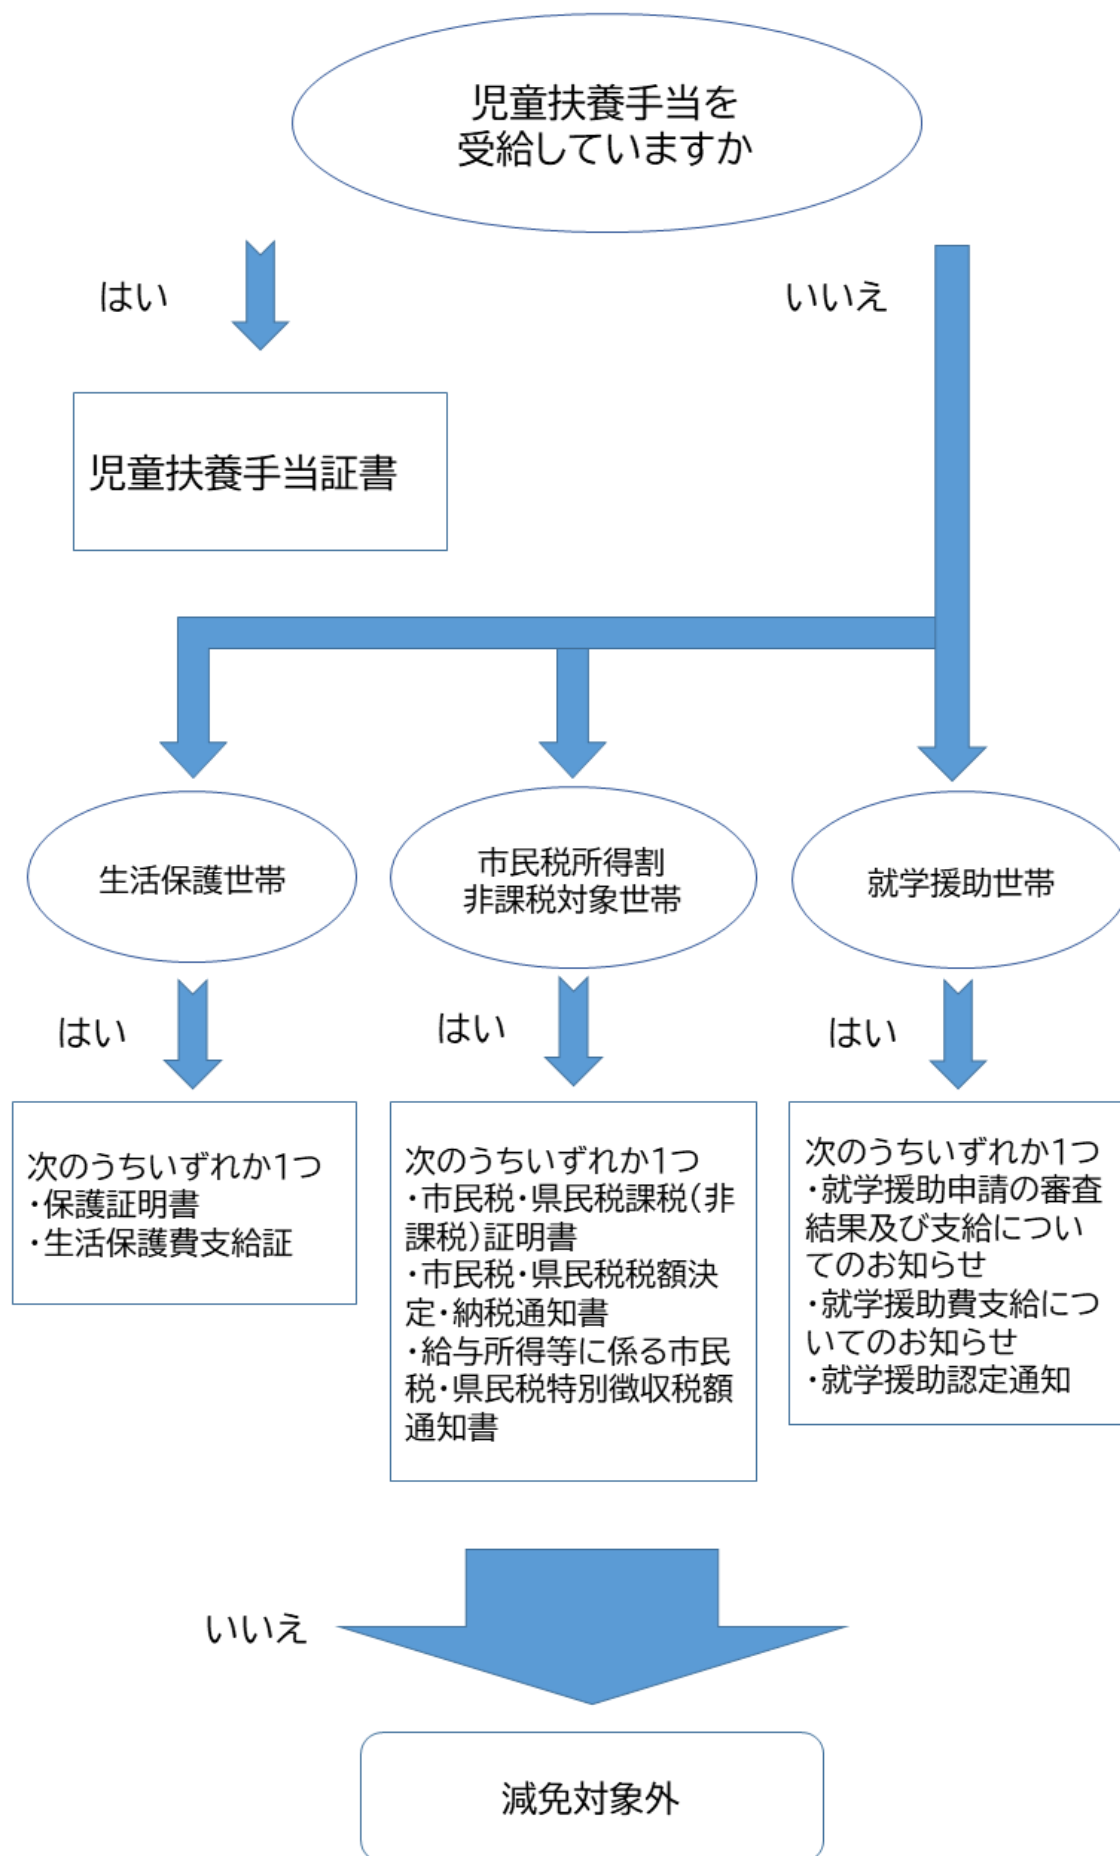 児童扶養手当を
受給していますか
はい
いいえ
児童扶養手当証書
生活保護世帯
市民税所得割
非課税対象世帯
就学援助世帯
はい
はい
はい
次のうちいずれか1つ
・保護証明書
・生活保護費支給証
次のうちいずれか1つ
・市民税・県民税課税(非
課税)証明書
・市民税・県民税税額決
定・納税通知書
・給与所得等に係る市民
税・県民税特別徴収税額
通知書
次のうちいずれか1つ
・就学援助申請の審査
結果及び支給につい
てのお知らせ
・就学援助費支給につ
いてのお知らせ
・就学援助認定通知
いいえ
減免対象外